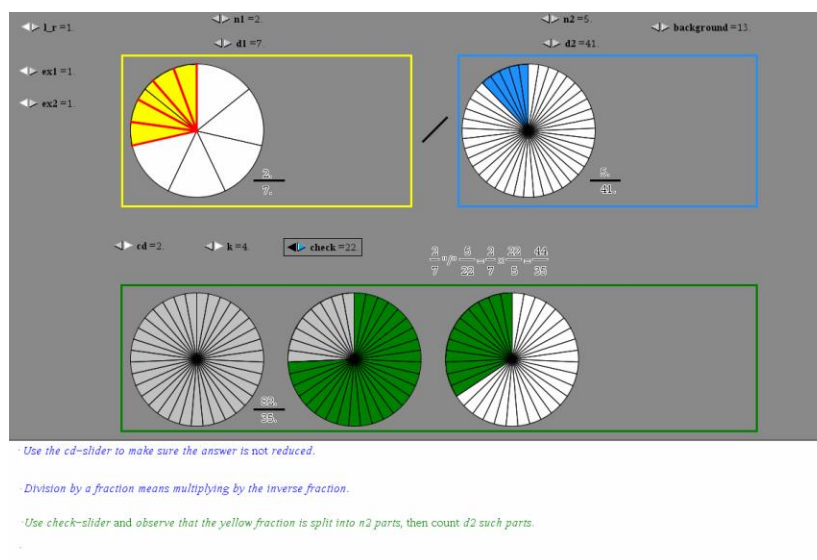 l_r =1.
n1 =2.
n2 =5.
background =13.
d1 =7.
d2 =41.
ex1 =1.
ex2 =1.
2.
7.
5.
41.
cd =2.
k =4.
check =22
2 5 2 22 44
7 "/" 22 = 7 × 5 = 35
82.
35.
· Use the cd-slider to make sure the answer is not reduced.
· Division by a fraction means multiplying by the inverse fraction.
· Use check-slider and observe that the yellow fraction is split into n2 parts, then count d2 such parts.